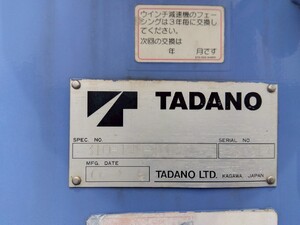 ウインチ減速機のフェー
シングは3年毎に交換し
てください。
次回の交換は
年　月です
TADANO
SPEC. NO
SERIAL NO.
MFG. DATE
TADANO LTD. KAGAWA, JAPAN